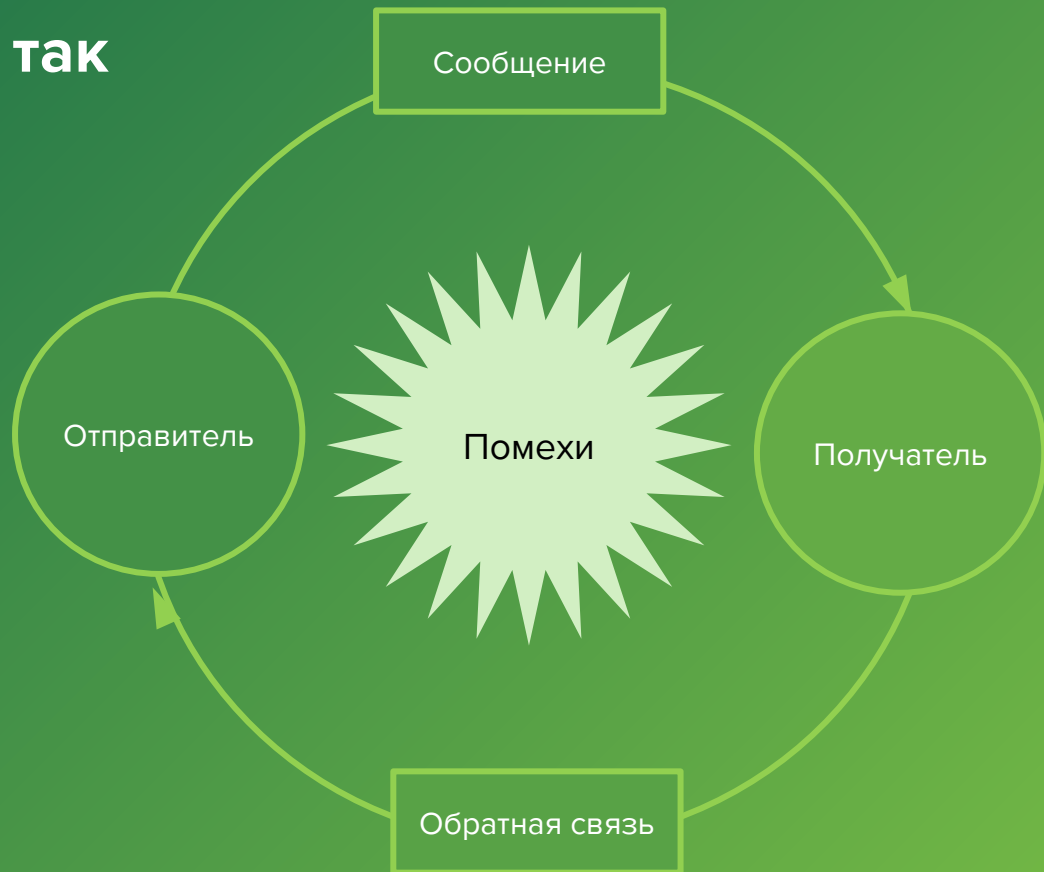 так
Сообщение
Отправитель
Помехи
Получатель
Обратная связь